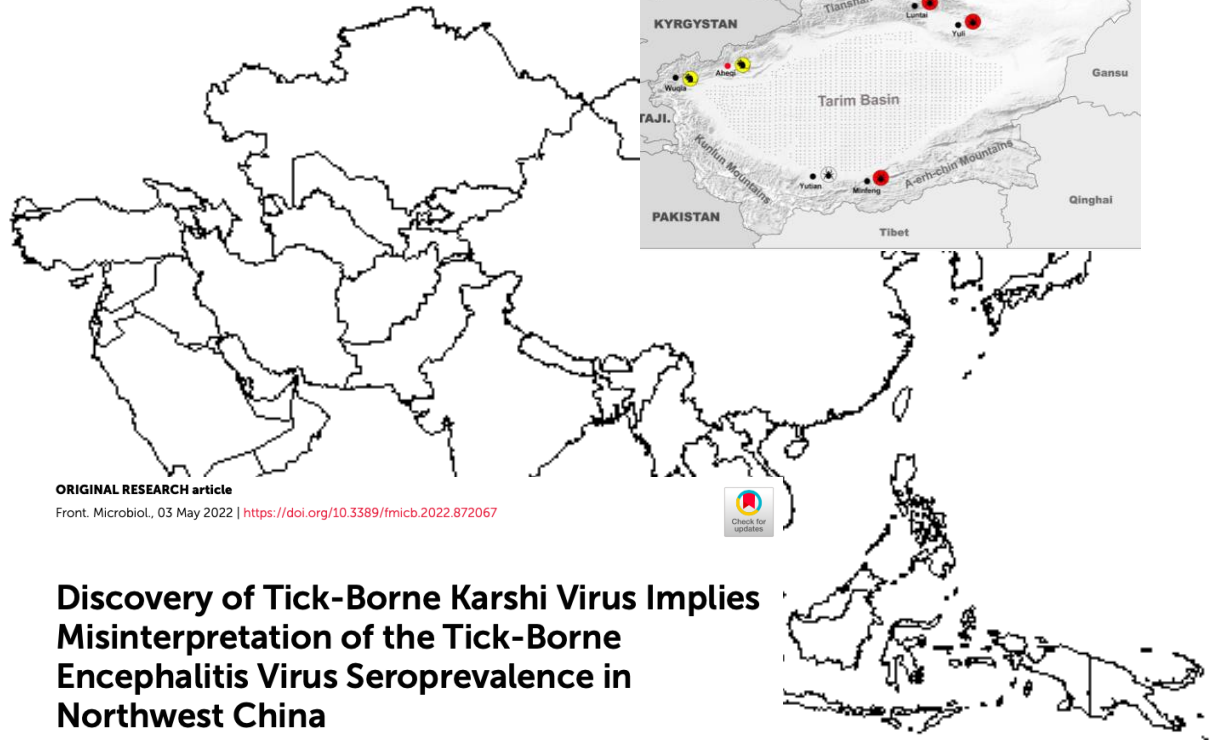 Tianshan
KYRGYSTAN
Luntai
Yuli
Aheqi
Wuqia
Gansu
Tarim Basin
TAJI.
Kunlun Mountains
A-erh-chin Mountains
Yutian
Minfeng
Qinghai
PAKISTAN
Tibet
ORIGINAL RESEARCH article
Front. Microbiol., 03 May 2022 | https://doi.org/10.3389/fmicb.2022.872067
Check for
updates
Discovery of Tick-Borne Karshi Virus Implies
Misinterpretation of the Tick-Borne
Encephalitis Virus Seroprevalence in
Northwest China